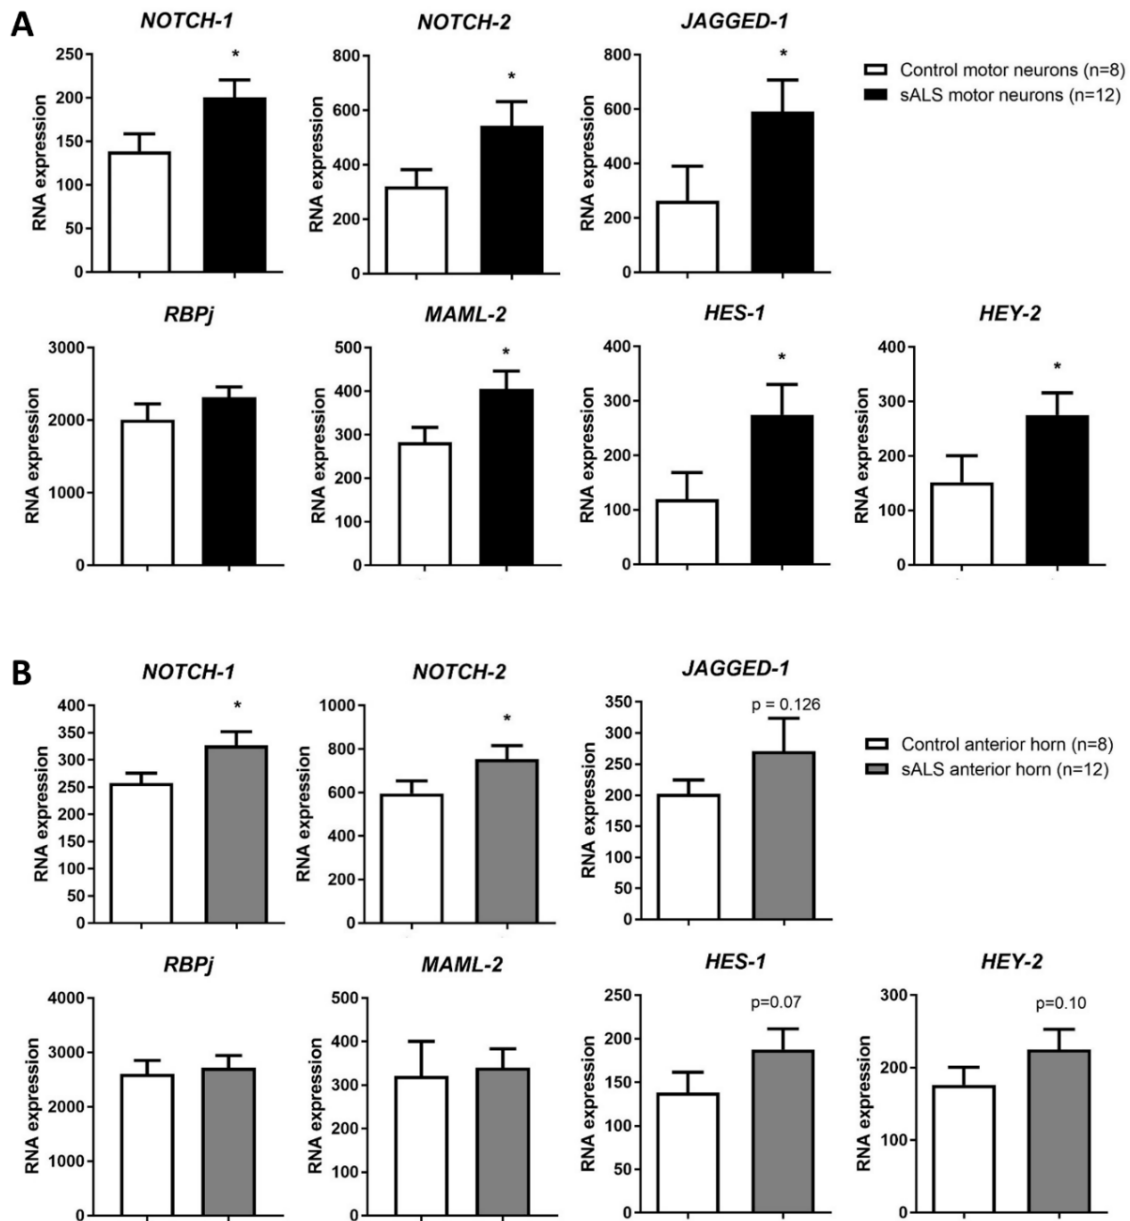 A
NOTCH-1
RNA expression
250
200
150
100
50
0
*
NOTCH-2
RNA expression
800
600
400
200
0
*
JAGGED-1
RNA expression
800
600
400
200
0
*
Control motor neurons (n=8)
sALS motor neurons (n=12)
RBPj
RNA expression
3000
2000
1000
0
MAML-2
RNA expression
500
400
300
200
100
0
*
HES-1
RNA expression
400
300
200
100
0
*
HEY-2
RNA expression
400
300
200
100
0
*
B
NOTCH-1
RNA expression
400
350
300
250
200
150
100
50
0
*
NOTCH-2
RNA expression
1000
800
600
400
200
0
*
JAGGED-1
RNA expression
350
300
250
200
150
100
50
0
p = 0.126
Control anterior horn (n=8)
sALS anterior horn (n=12)
RBPj
RNA expression
4000
3000
2000
1000
0
MAML-2
RNA expression
500
400
300
200
100
0
HES-1
RNA expression
250
200
150
100
50
0
p=0.07
HEY-2
RNA expression
300
200
100
0
p=0.10